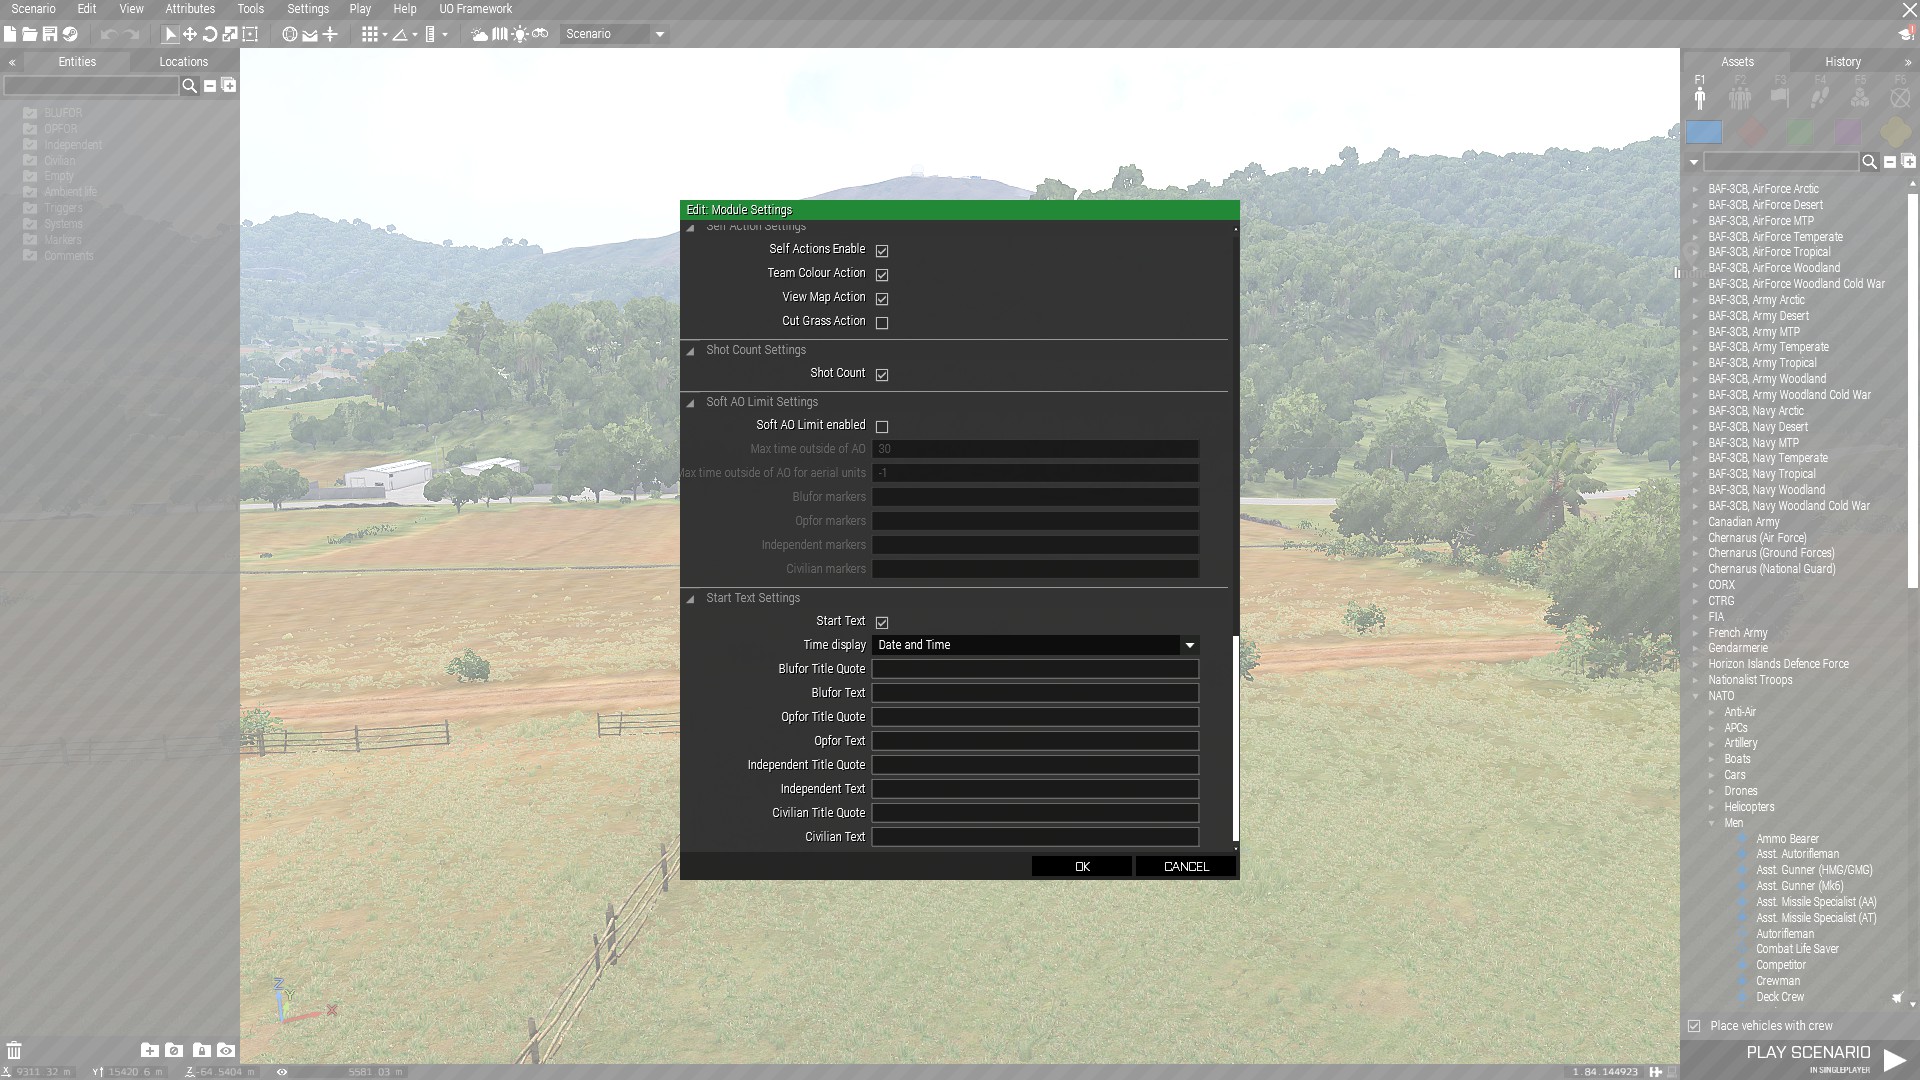 Scenario Edit View Attributes Tools Settings Play Help UO Framework
Scenario
« Entities Locations
BLUFOR
OPFOR
Independent
Civilian
Empty
Ambient life
Triggers
Systems
Markers
Comments
Edit: Module Settings
Self Action Settings
Self Actions Enable
Team Colour Action
View Map Action
Cut Grass Action
Shot Count Settings
Shot Count
Soft AO Limit Settings
Soft AO Limit enabled
Max time outside of AO 30
Max time outside of AO for aerial units -1
Blufor markers
Opfor markers
Independent markers
Civilian markers
Start Text Settings
Start Text
Time display Date and Time
Blufor Title Quote
Blufor Text
Opfor Title Quote
Opfor Text
Independent Title Quote
Independent Text
Civilian Title Quote
Civilian Text
OK CANCEL
Assets History »
F1 F2 F3 F4 F5 F6
BAF-3CB, AirForce Arctic
BAF-3CB, AirForce Desert
BAF-3CB, AirForce MTP
BAF-3CB, AirForce Temperate
BAF-3CB, AirForce Tropical
BAF-3CB, AirForce Woodland
BAF-3CB, AirForce Woodland Cold War
BAF-3CB, Army Arctic
BAF-3CB, Army Desert
BAF-3CB, Army MTP
BAF-3CB, Army Temperate
BAF-3CB, Army Tropical
BAF-3CB, Army Woodland
BAF-3CB, Army Woodland Cold War
BAF-3CB, Navy Arctic
BAF-3CB, Navy Desert
BAF-3CB, Navy MTP
BAF-3CB, Navy Temperate
BAF-3CB, Navy Tropical
BAF-3CB, Navy Woodland
BAF-3CB, Navy Woodland Cold War
Canadian Army
Chernarus (Air Force)
Chernarus (Ground Forces)
Chernarus (National Guard)
CORX
CTRG
FIA
French Army
Gendarmerie
Horizon Islands Defence Force
Nationalist Troops
NATO
Anti-Air
APCs
Artillery
Boats
Cars
Drones
Helicopters
Men
Ammo Bearer
Asst. Autorifleman
Asst. Gunner (HMG/GMG)
Asst. Gunner (Mk6)
Asst. Missile Specialist (AA)
Asst. Missile Specialist (AT)
Autorifleman
Combat Life Saver
Competitor
Crewman
Deck Crew
Place vehicles with crew
PLAY SCENARIO
IN SINGLEPLAYER
Z
Y
X
X 9311.32 m Y 15420.6 m Z -64.5404 m 5581.03 m 1.84.144923